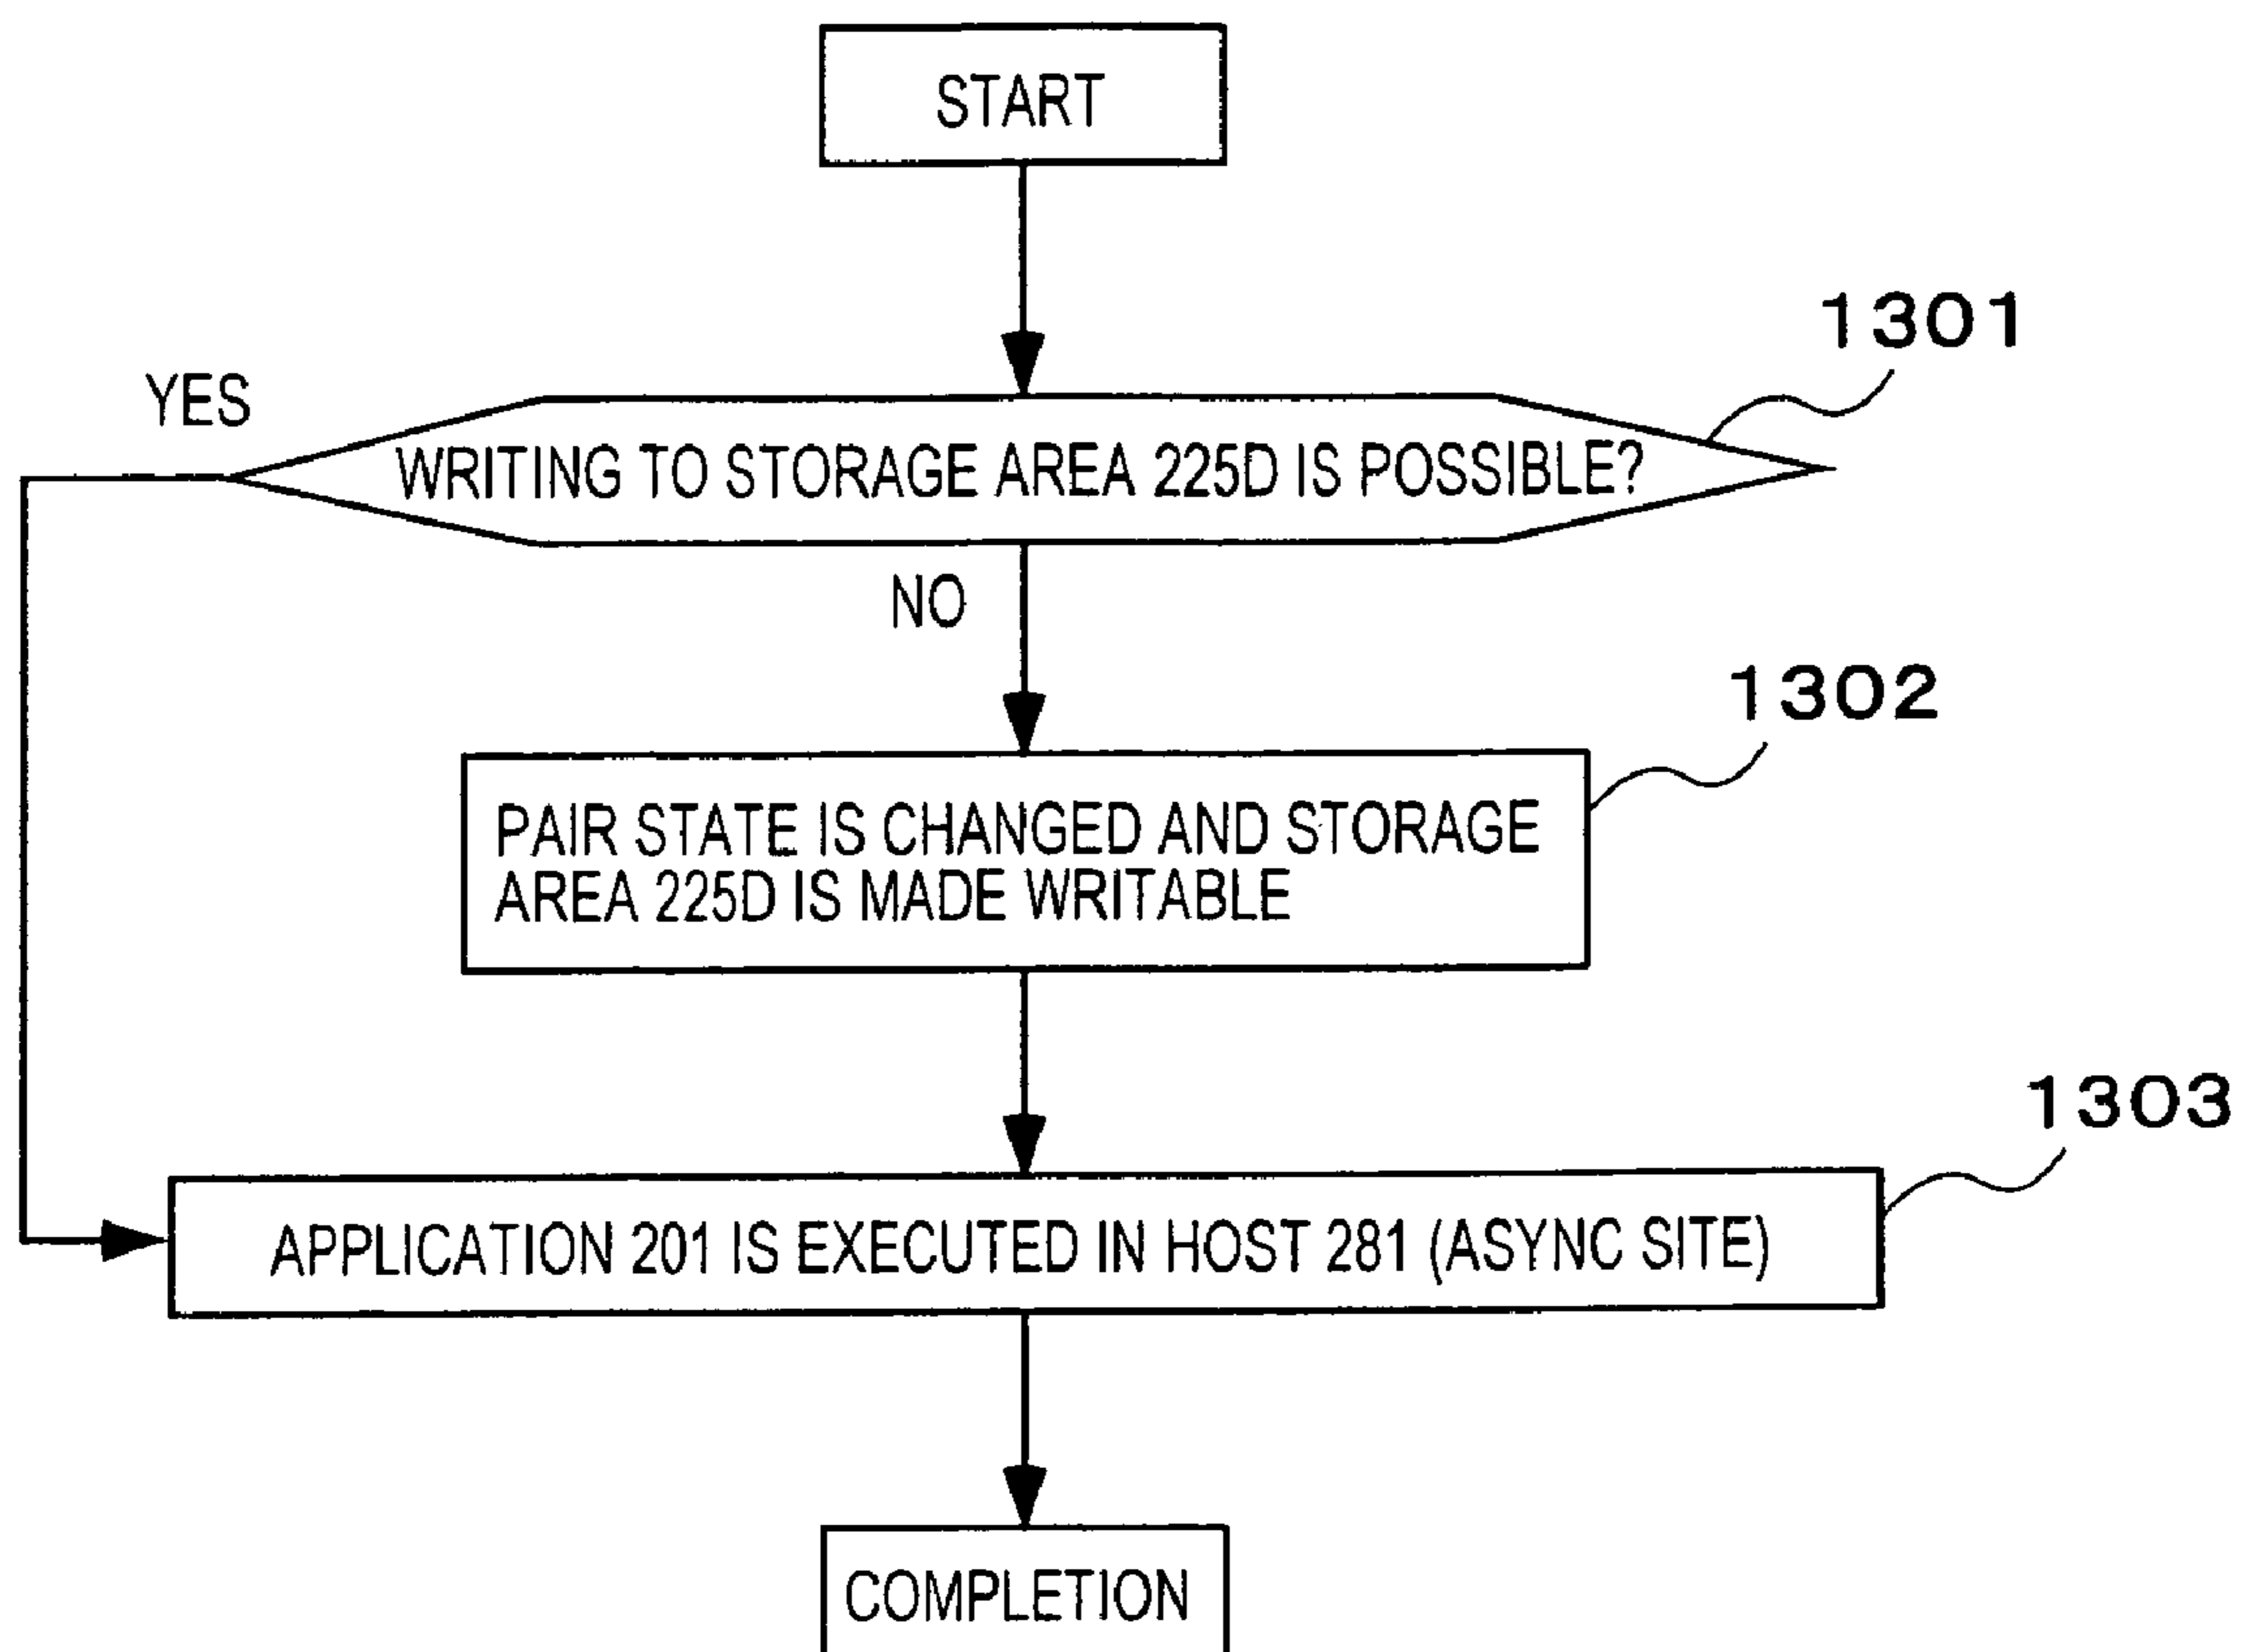 START
1301
YES
WRITING TO STORAGE AREA 225D IS POSSIBLE?
NO
1302
PAIR STATE IS CHANGED AND STORAGE
AREA 225D IS MADE WRITABLE
1303
APPLICATION 201 IS EXECUTED IN HOST 281 (ASYNC SITE)
COMPLETION